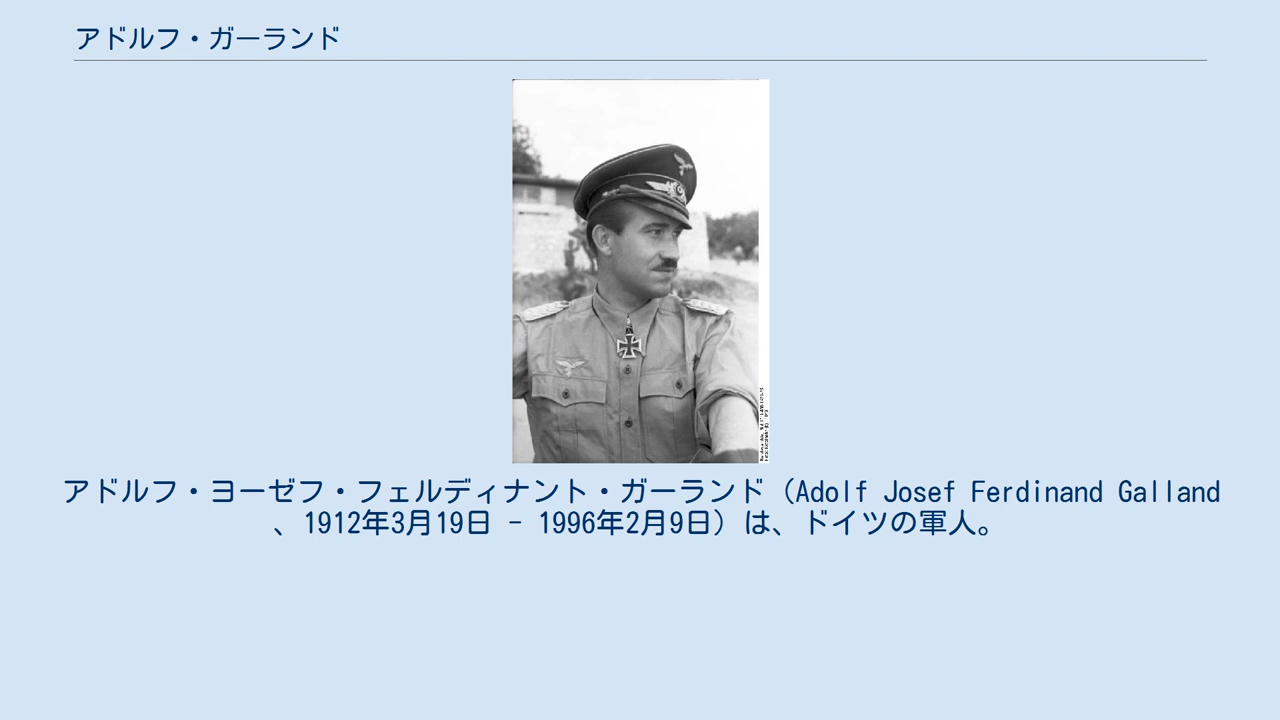 アドルフ・ガーランド
アドルフ・ヨーゼフ・フェルディナント・ガーランド（Adolf Josef Ferdinand Galland
、1912年3月19日 - 1996年2月9日）は、ドイツの軍人。